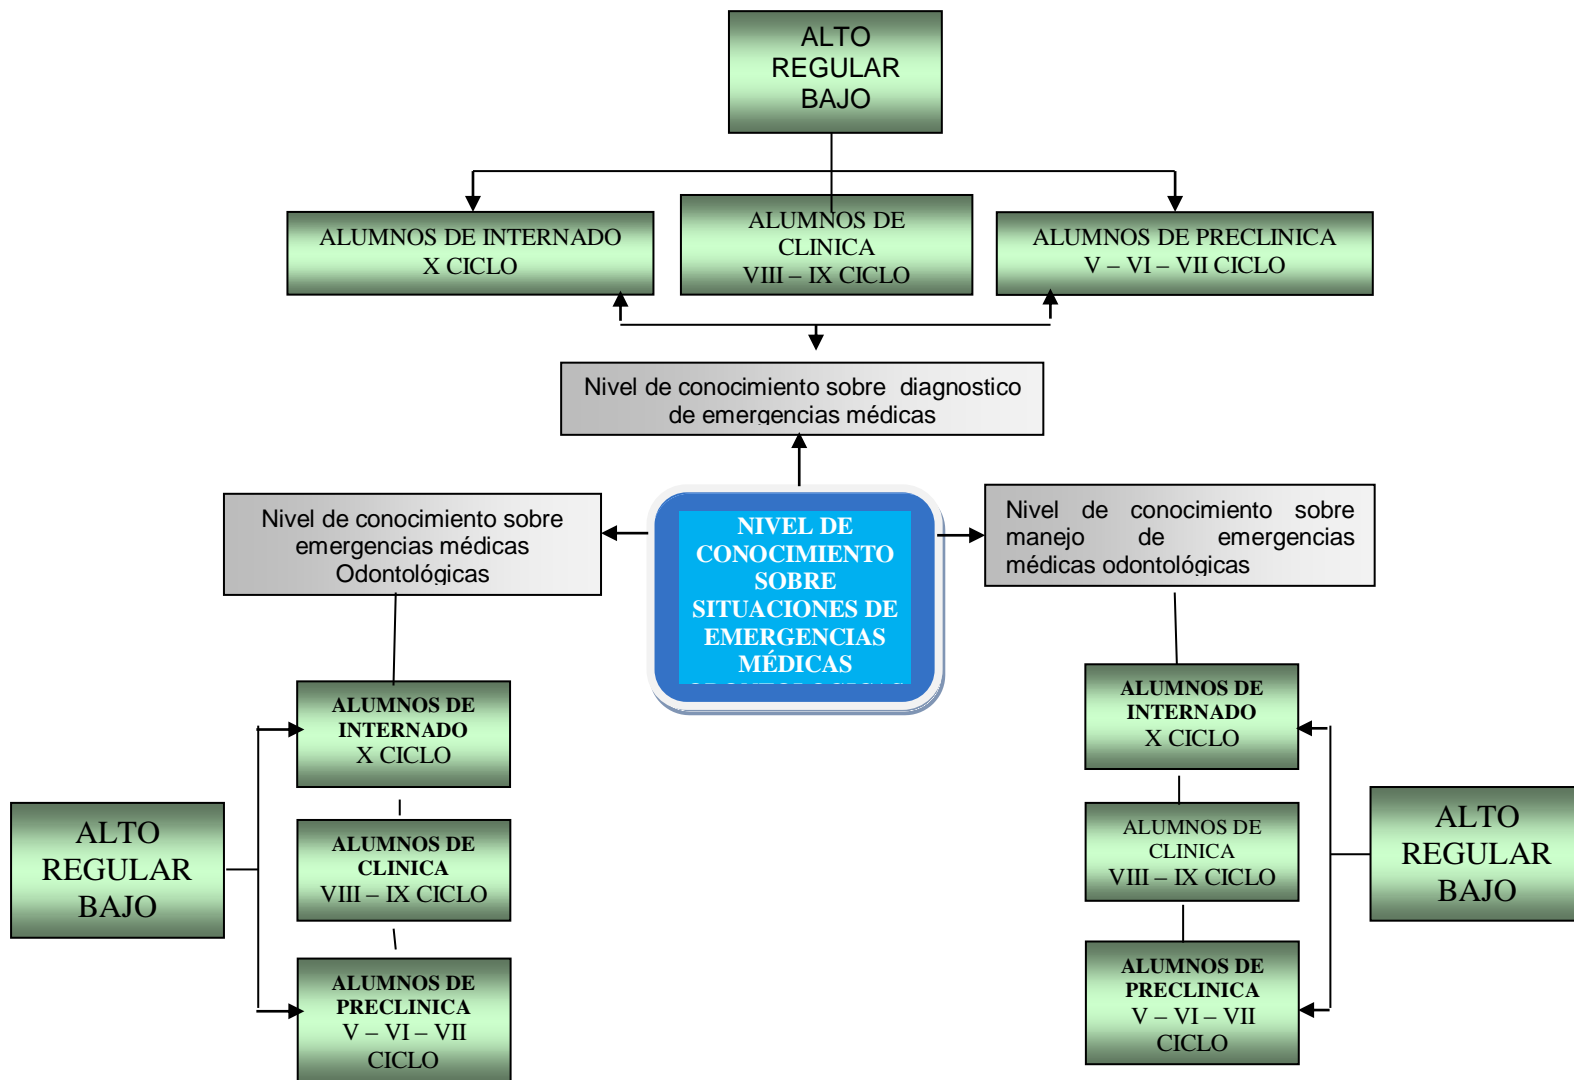 ALTO
REGULAR
BAJO
ALUMNOS DE INTERNADO
X CICLO
ALUMNOS DE
CLINICA
VIII – IX CICLO
ALUMNOS DE PRECLINICA
V – VI – VII CICLO
Nivel de conocimiento sobre diagnostico
de emergencias médicas
Nivel de conocimiento sobre
emergencias médicas
Odontológicas
NIVEL DE
CONOCIMIENTO
SOBRE
SITUACIONES DE
EMERGENCIAS
MÉDICAS
Nivel de conocimiento sobre
manejo de emergencias
médicas odontológicas
ALUMNOS DE
INTERNADO
X CICLO
ALUMNOS DE
CLINICA
VIII – IX CICLO
ALUMNOS DE
PRECLINICA
V – VI – VII
CICLO
ALTO
REGULAR
BAJO
ALUMNOS DE
INTERNADO
X CICLO
ALUMNOS DE
CLINICA
VIII – IX CICLO
ALUMNOS DE
PRECLINICA
V – VI – VII
CICLO
ALTO
REGULAR
BAJO